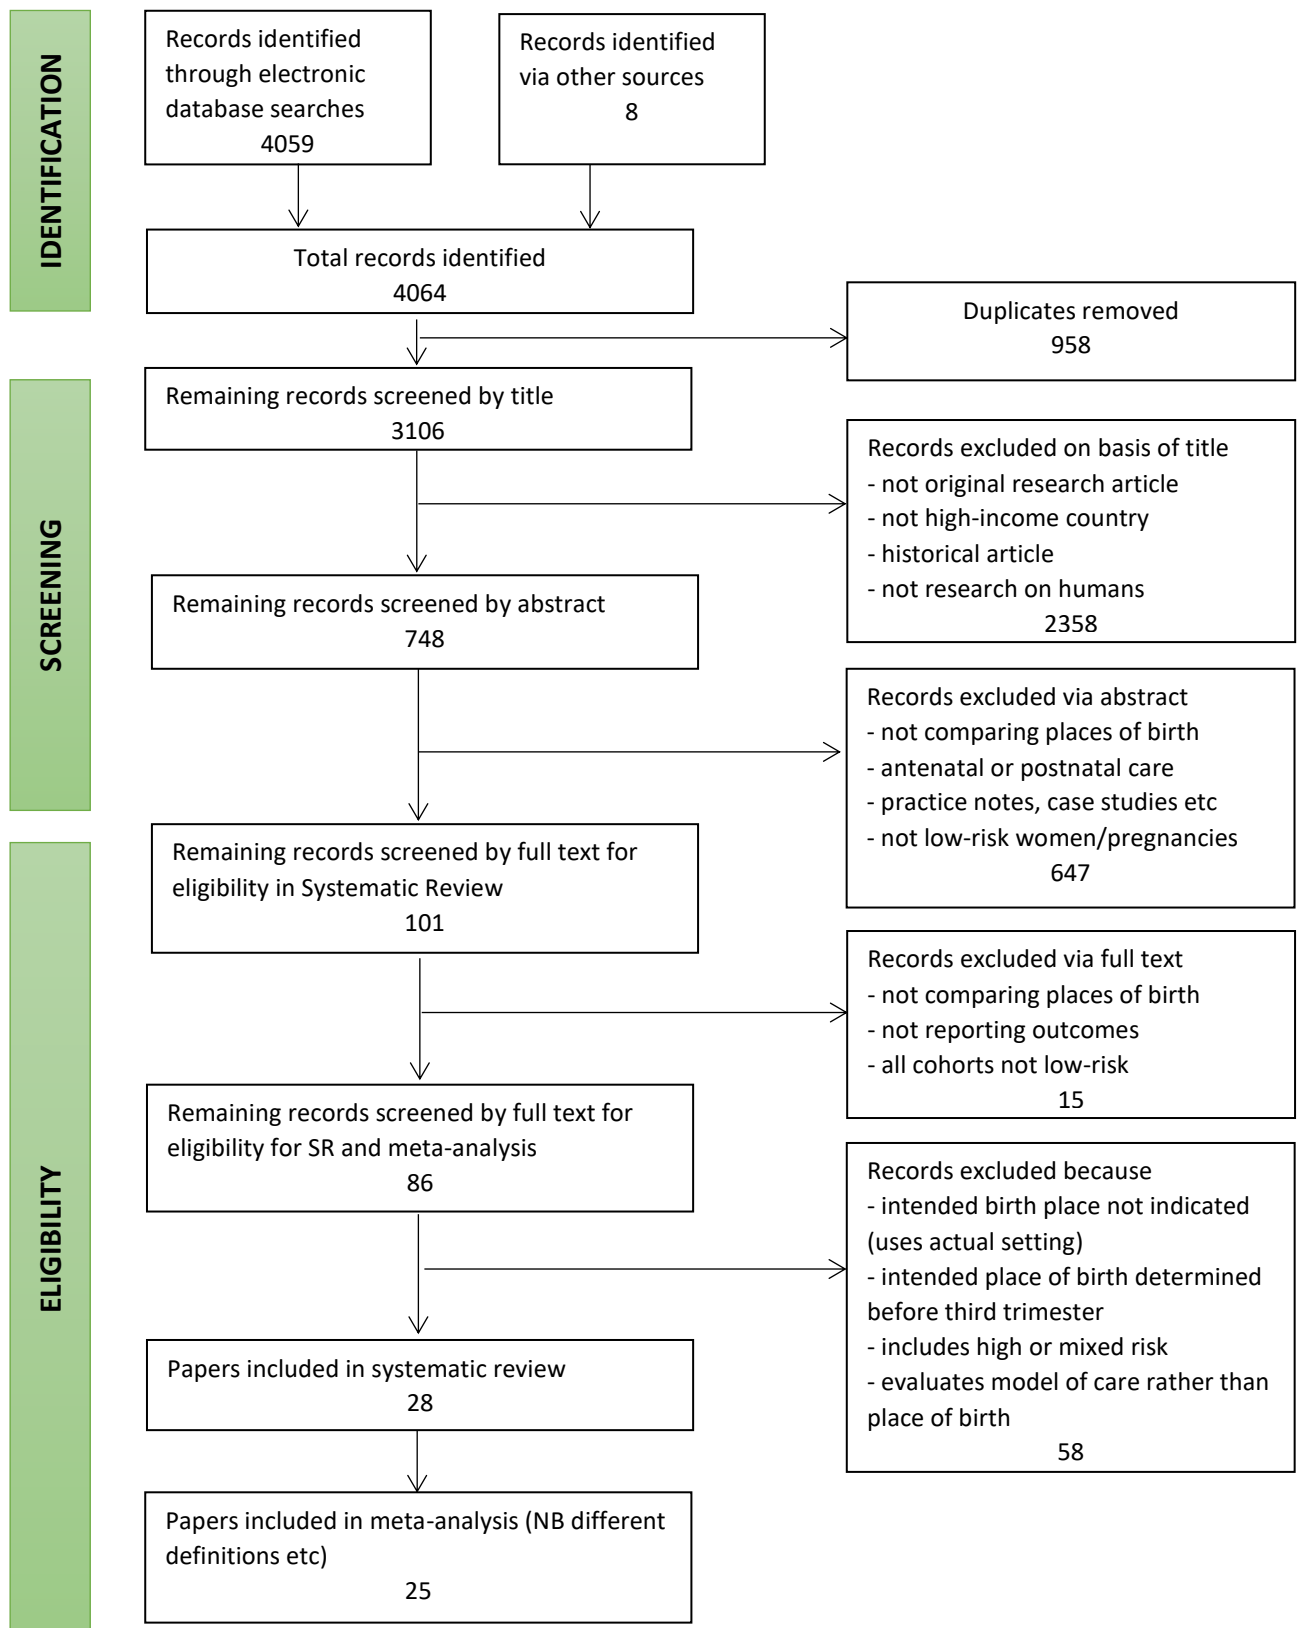 IDENTIFICATION
Records identified
through electronic
database searches
4059
Records identified
via other sources
8
Total records identified
4064
Duplicates removed
958
SCREENING
Remaining records screened by title
3106
Records excluded on basis of title
- not original research article
- not high-income country
- historical article
- not research on humans
2358
Remaining records screened by abstract
748
Records excluded via abstract
- not comparing places of birth
- antenatal or postnatal care
- practice notes, case studies etc
- not low-risk women/pregnancies
647
ELIGIBILITY
Remaining records screened by full text for
eligibility in Systematic Review
101
Records excluded via full text
- not comparing places of birth
- not reporting outcomes
- all cohorts not low-risk
15
Remaining records screened by full text for
eligibility for SR and meta-analysis
86
Records excluded because
- intended birth place not indicated
(uses actual setting)
- intended place of birth determined
before third trimester
- includes high or mixed risk
- evaluates model of care rather than
place of birth
58
Papers included in systematic review
28
Papers included in meta-analysis (NB different
definitions etc)
25